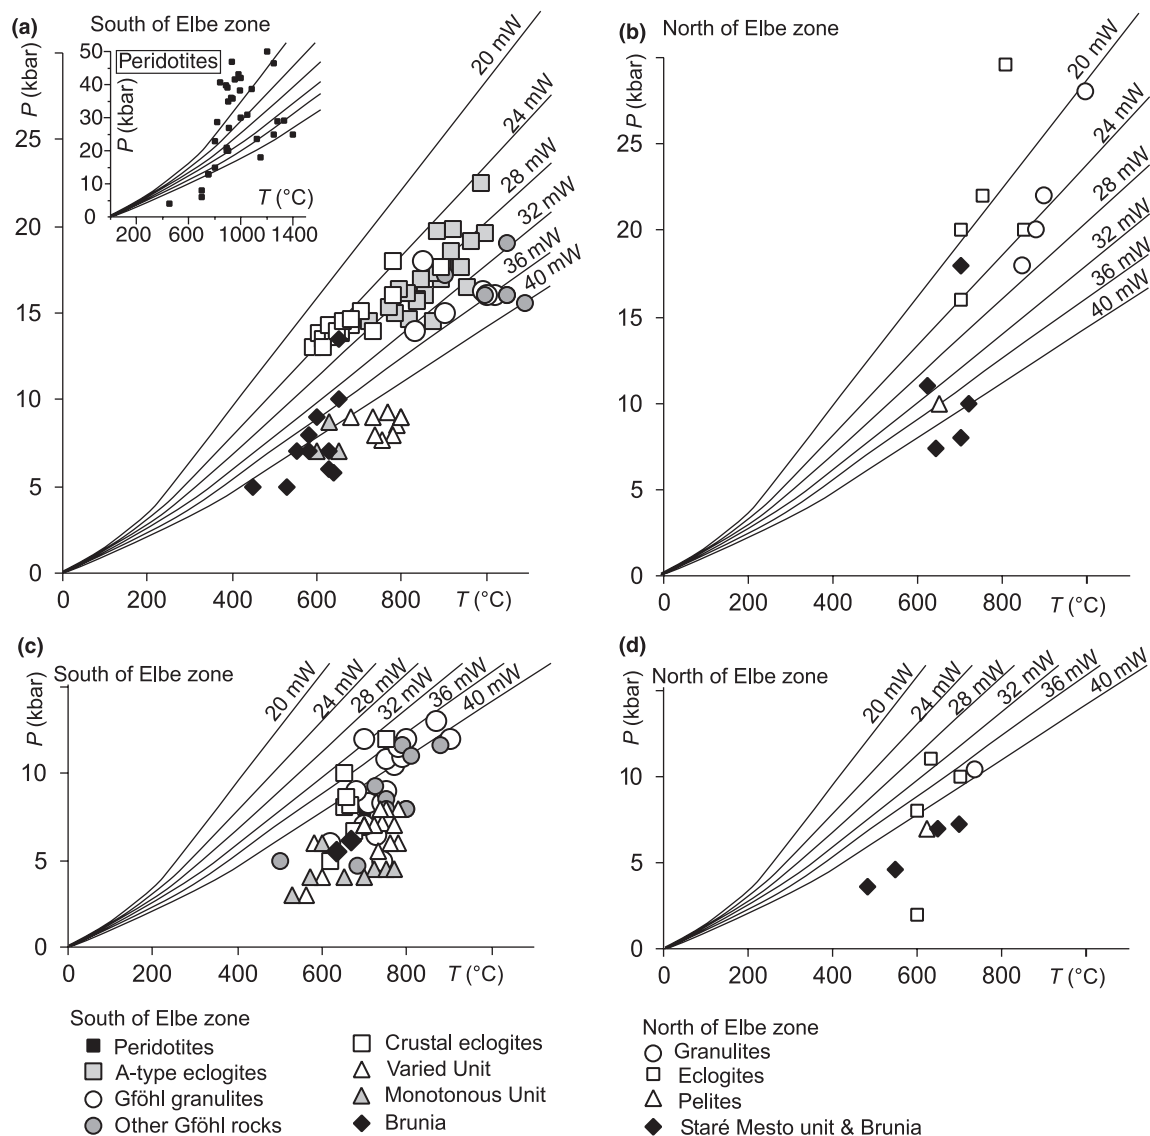 (a) South of Elbe zone
Peridotites
P (kbar)
50
40
30
20
10
0
200 600 1000 1400
T (°C)
P (kbar)
25
20
15
10
5
0
0 200 400 600 800 T (°C)
20 mW
24 mW
28 mW
32 mW
36 mW
40 mW
(b) North of Elbe zone
P (kbar)
25
20
15
10
5
0
0 200 400 600 800 T (°C)
20 mW
24 mW
28 mW
32 mW
36 mW
40 mW
(c)
South of Elbe zone
P (kbar)
10
5
0
0 200 400 600 800 T (°C)
20 mW
24 mW
28 mW
32 mW
36 mW
40 mW
(d)
North of Elbe zone
P (kbar)
10
5
0
0 200 400 600 800 T (°C)
20 mW
24 mW
28 mW
32 mW
36 mW
40 mW
South of Elbe zone
Peridotites
A-type eclogites
Gföhl granulites
Other Gföhl rocks
Crustal eclogites
Varied Unit
Monotonous Unit
Brunia
North of Elbe zone
Granulites
Eclogites
Pelites
Staré Mesto unit & Brunia